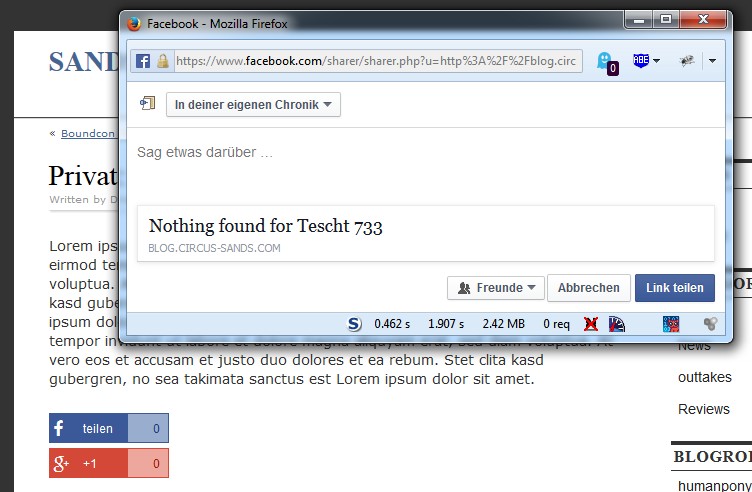 Facebook - Mozilla Firefox
https://www.facebook.com/sharer/sharer.php?u=http%3A%2F%2Fblog.circ
0
ABE
SAND
In deiner eigenen Chronik
« Boundcon
Sag etwas darüber ...
Privat
Written by D
Nothing found for Tescht 733
BLOG.CIRCUS-SANDS.COM
Lorem ips
eirmod te
voluptua.
kasd gube
ipsum dol
Freunde
Abbrechen
Link teilen
S 0.462 s 1.907 s 2.42 MB 0 req
vero eos et accusam et justo duo dolores et ea rebum. Stet clita kasd
gubergren, no sea takimata sanctus est Lorem ipsum dolor sit amet.
News
outtakes
Reviews
f teilen 0
g+ +1 0
BLOGRO
humanpony